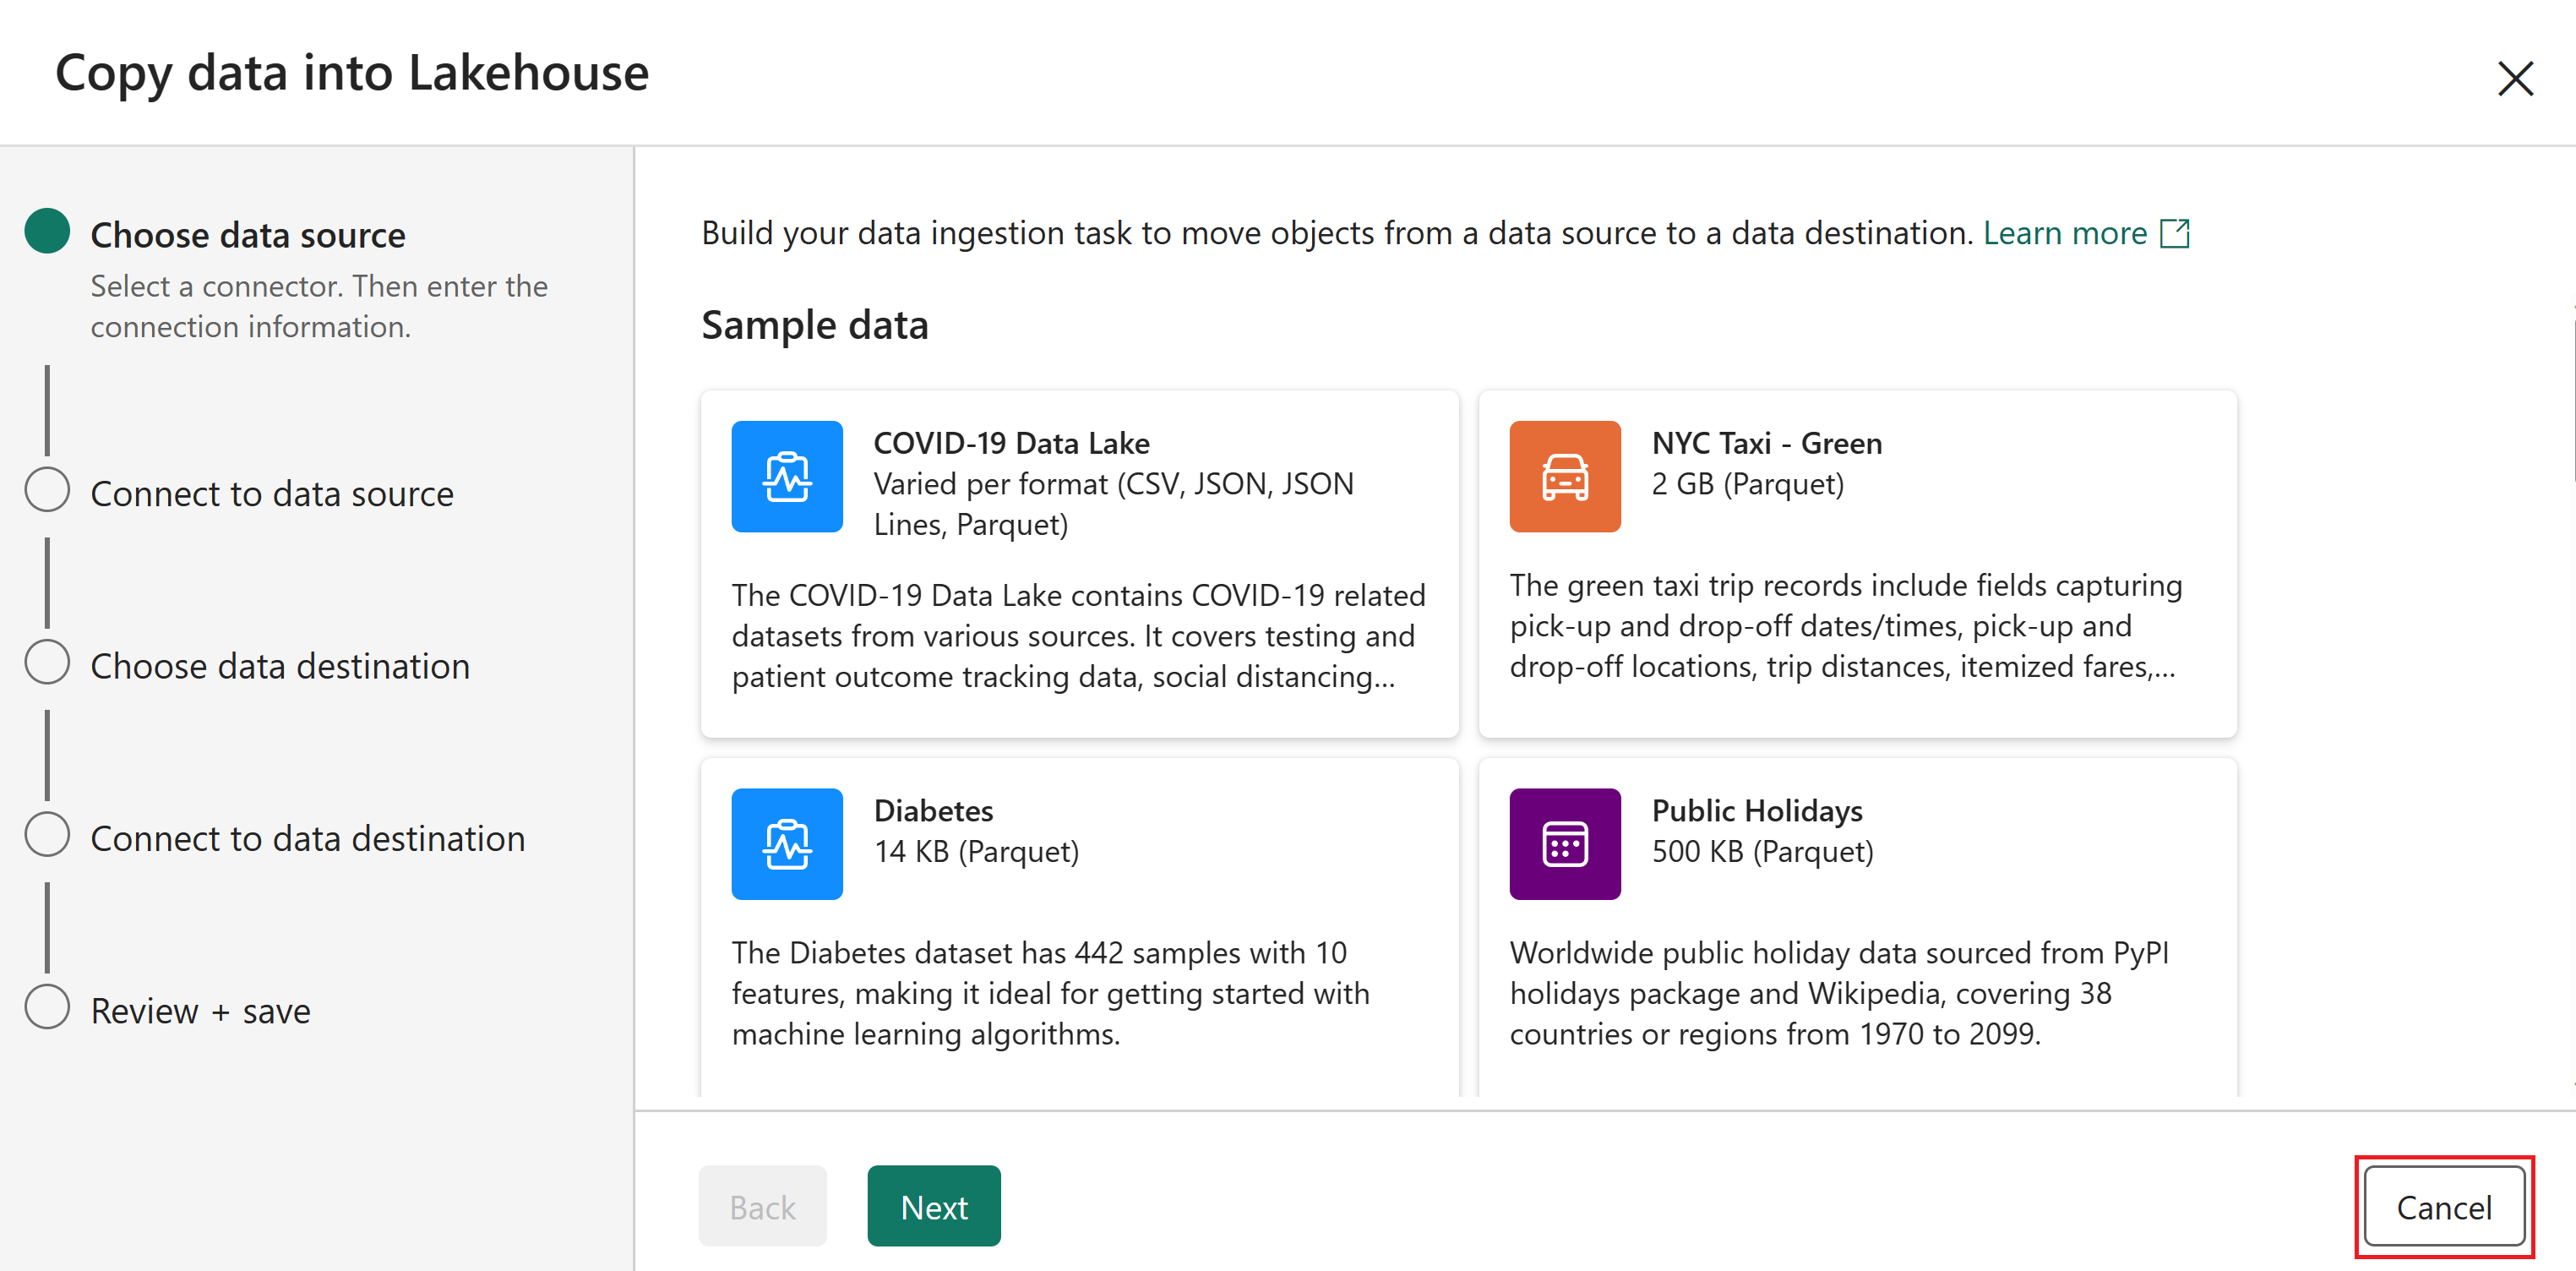 Copy data into Lakehouse
Choose data source
Select a connector. Then enter the
connection information.
Connect to data source
Choose data destination
Connect to data destination
Review + save
Build your data ingestion task to move objects from a data source to a data destination. Learn more
Sample data
COVID-19 Data Lake
Varied per format (CSV, JSON, JSON
Lines, Parquet)
The COVID-19 Data Lake contains COVID-19 related
datasets from various sources. It covers testing and
patient outcome tracking data, social distancing...
NYC Taxi - Green
2 GB (Parquet)
The green taxi trip records include fields capturing
pick-up and drop-off dates/times, pick-up and
drop-off locations, trip distances, itemized fares,...
Diabetes
14 KB (Parquet)
The Diabetes dataset has 442 samples with 10
features, making it ideal for getting started with
machine learning algorithms.
Public Holidays
500 KB (Parquet)
Worldwide public holiday data sourced from PyPI
holidays package and Wikipedia, covering 38
countries or regions from 1970 to 2099.
Back
Next
Cancel